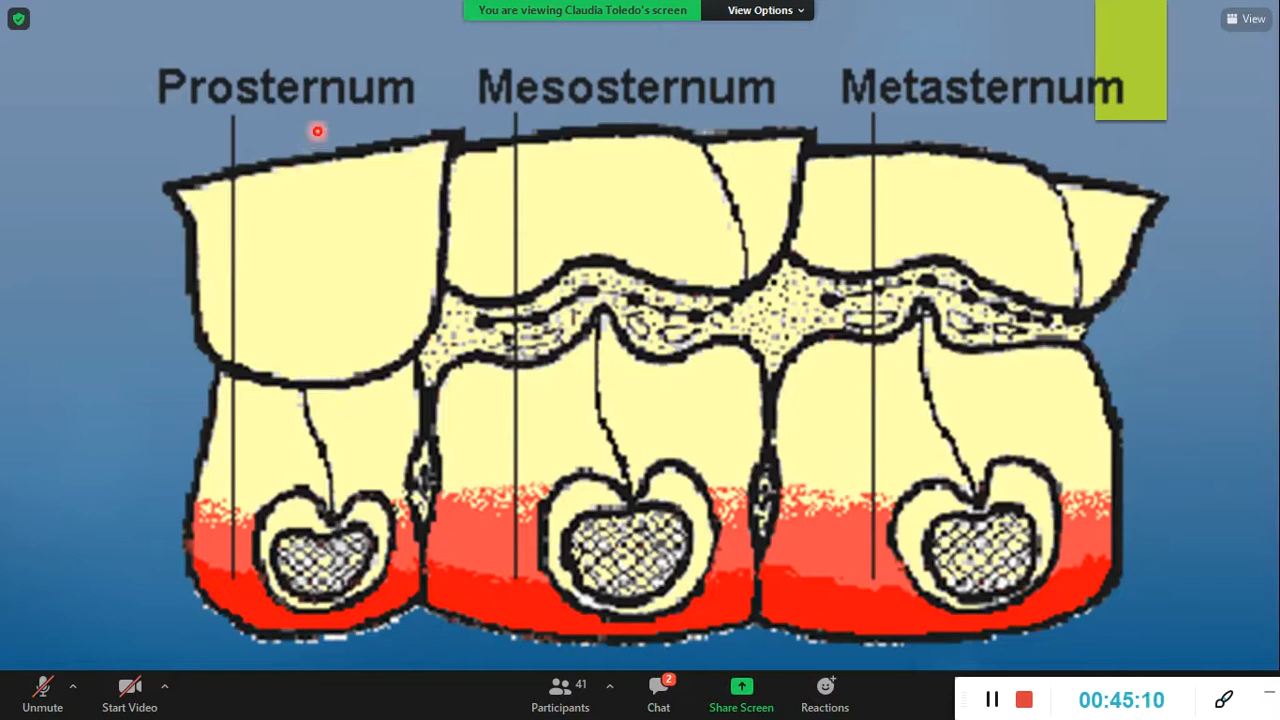 You are viewing Claudia Toledo's screen
View Options
View
Prosternum Mesosternum Metasternum
Unmute
Start Video
41
Participants
2
Chat
Share Screen
Reactions
00:45:10